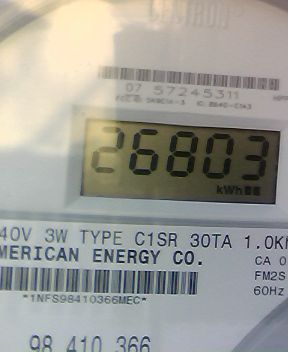 CENTRON
07 57245311
26803
kWh
40V 3W TYPE C1SR 30TA 1.0K
MERICAN ENERGY CO.
CA 0
FM2S
60Hz
*1NFS98410366MEC*
98 410 366